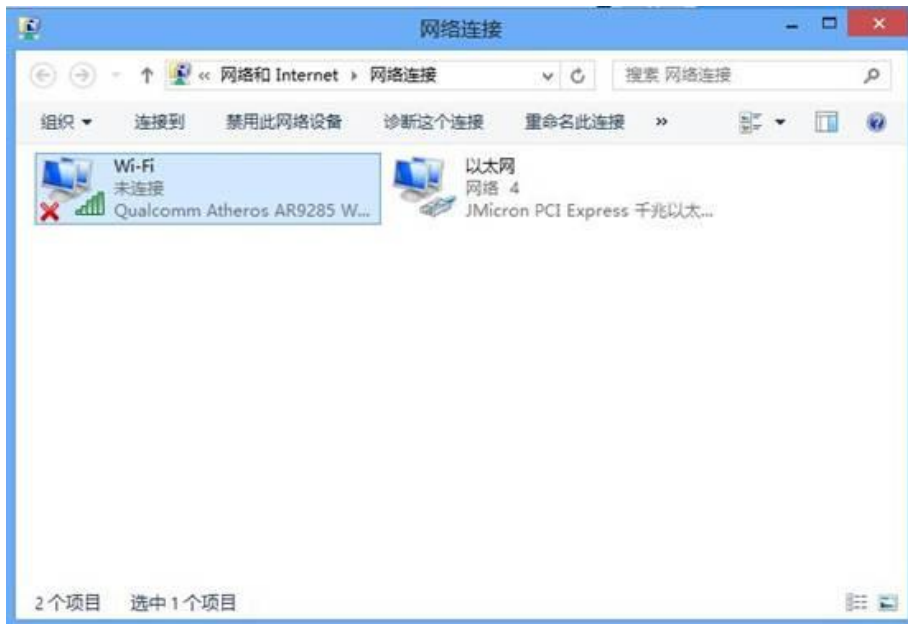 网络连接
« 网络和 Internet 网络连接 搜索 网络连接
组织 连接到 禁用此网络设备 诊断这个连接 重命名此连接 »
Wi-Fi
未连接
Qualcomm Atheros AR9285 W...
以太网
网络 4
JMicron PCI Express 千兆以太...
2 个项目 选中 1 个项目